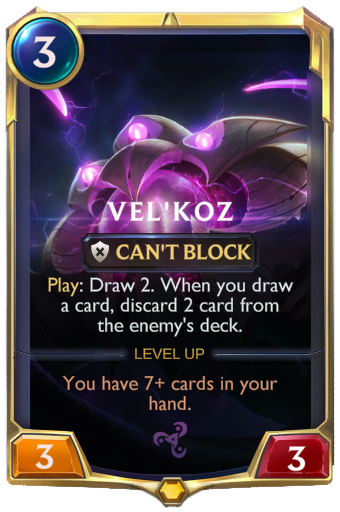 3
VEL'KOZ
CAN'T BLOCK
Play: Draw 2. When you draw
a card, discard 2 card from
the enemy's deck.
LEVEL UP
You have 7+ cards in your
hand.
3
3